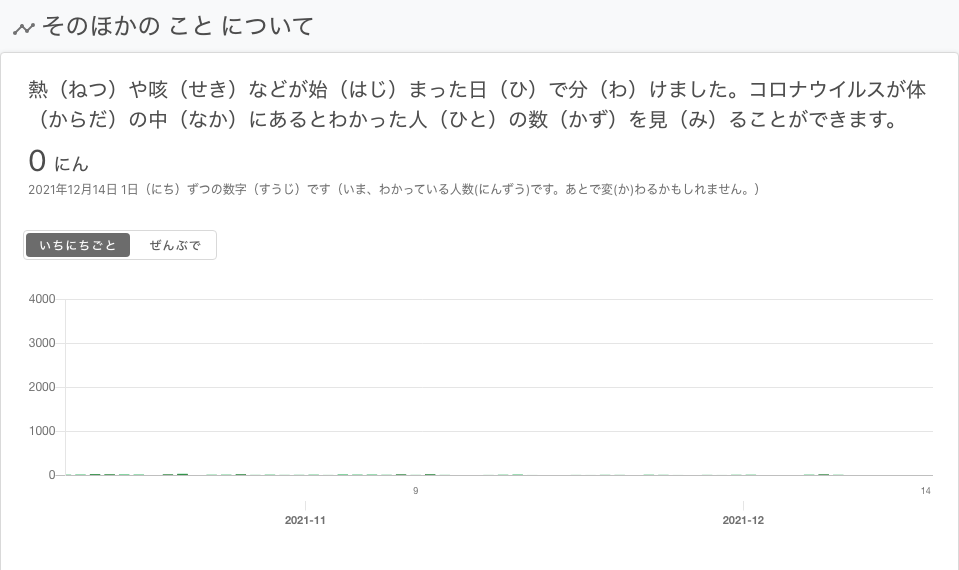 そのほかの こと について
熱（ねつ）や咳（せき）などが始（はじ）まった日（ひ）で分（わ）けました。コロナウイルスが体
（からだ）の中（なか）にあるとわかった人（ひと）の数（かず）を見（み）ることができます。
0 にん
2021年12月14日 1日（にち）ずつの数字（すうじ）です（いま、わかっている人数(にんずう)です。あとで変(か)わるかもしれません。）
いちにちごと ぜんぶで
4000
3000
2000
1000
0
9 14
2021-11 2021-12